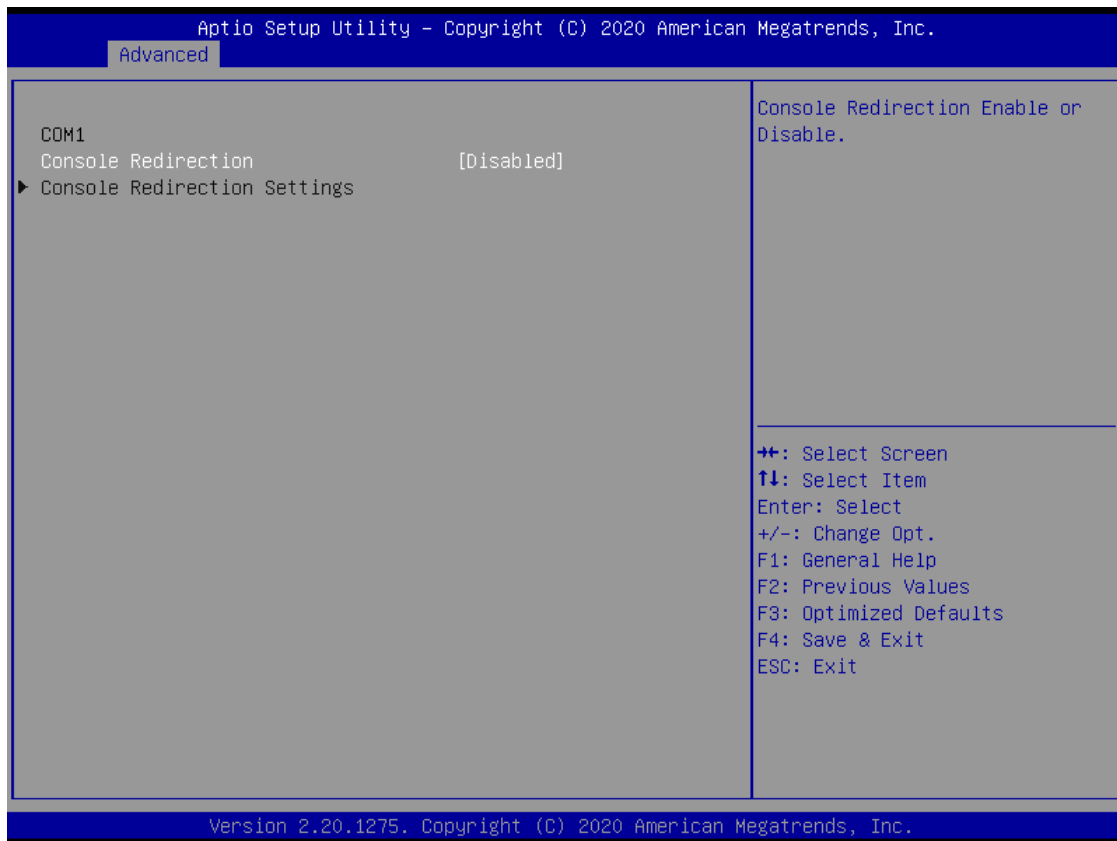 Aptio Setup Utility – Copyright (C) 2020 American Megatrends, Inc.
Advanced
COM1
Console Redirection [Disabled]
▶ Console Redirection Settings
Console Redirection Enable or
Disable.
→←: Select Screen
↑↓: Select Item
Enter: Select
+/-: Change Opt.
F1: General Help
F2: Previous Values
F3: Optimized Defaults
F4: Save & Exit
ESC: Exit
Version 2.20.1275. Copyright (C) 2020 American Megatrends, Inc.